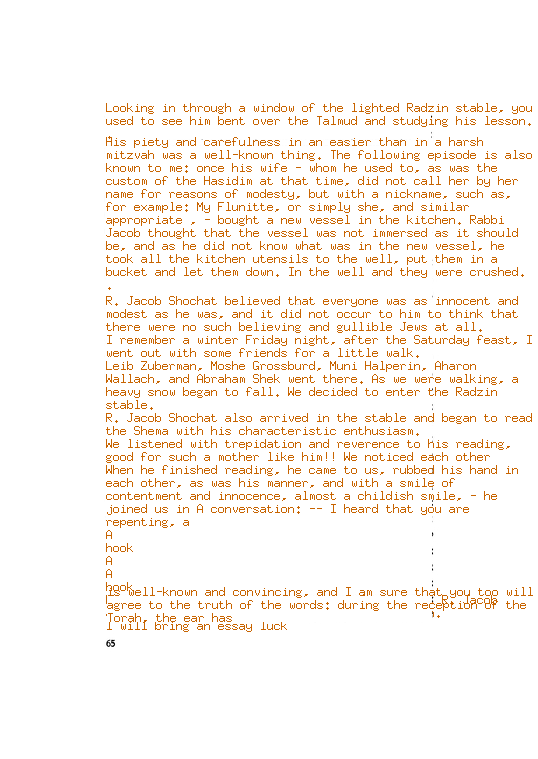 Looking in through a window of the lighted Radzin stable, you
used to see him bent over the Talmud and studying his lesson.
.
His piety and carefulness in an easier than in a harsh
mitzvah was a well-known thing. The following episode is also
known to me: once his wife - whom he used to, as was the
custom of the Hasidim at that time, did not call her by her
name for reasons of modesty, but with a nickname, such as,
for example: My Flunitte, or simply she, and similar
appropriate , - bought a new vessel in the kitchen. Rabbi
Jacob thought that the vessel was not immersed as it should
be, and as he did not know what was in the new vessel, he
took all the kitchen utensils to the well, put them in a
bucket and let them down. In the well and they were crushed.
.
R. Jacob Shochat believed that everyone was as innocent and
modest as he was, and it did not occur to him to think that
there were no such believing and gullible Jews at all.
I remember a winter Friday night, after the Saturday feast, I
went out with some friends for a little walk.
Leib Zuberman, Moshe Grossburd, Muni Halperin, Aharon
Wallach, and Abraham Shek went there. As we were walking, a
heavy snow began to fall. We decided to enter the Radzin
stable.
R. Jacob Shochat also arrived in the stable and began to read
the Shema with his characteristic enthusiasm.
We listened with trepidation and reverence to his reading,
good for such a mother like him!! We noticed each other
When he finished reading, he came to us, rubbed his hand in
each other, as was his manner, and with a smile of
contentment and innocence, almost a childish smile, - he
joined us in A conversation: -- I heard that you are
repenting, a
A
hook
A
A
hook.
is well-known and convincing, and I am sure that you too will
R. Jacob
agree to the truth of the words: during the reception of the
Torah, the ear has
I will bring an essay luck
65